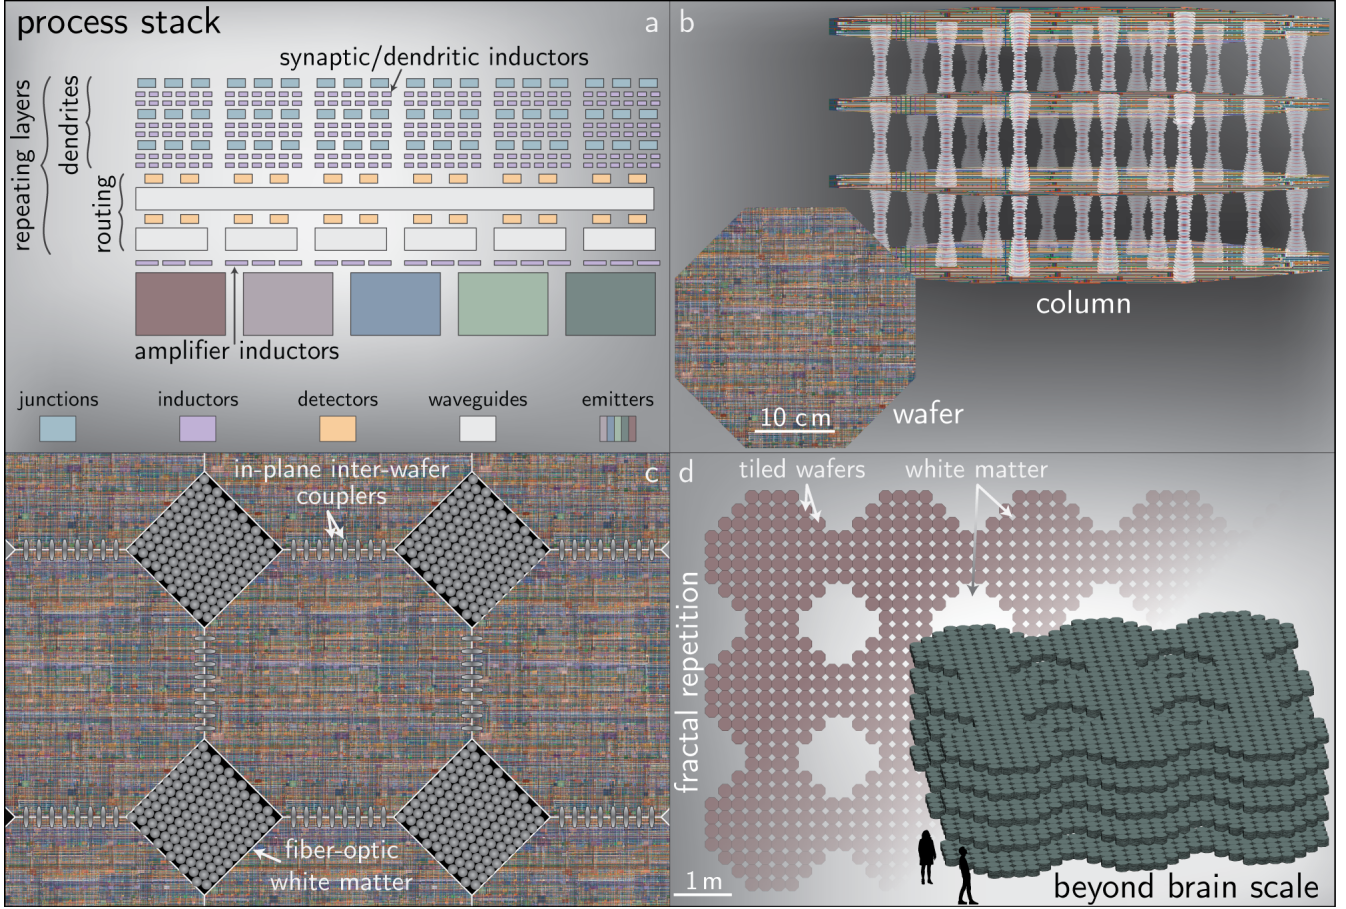 process stack
a
synaptic/dendritic inductors
repeating layers
dendrites
routing
amplifier inductors
junctions
inductors
detectors
waveguides
emitters
b
column
wafer
10 cm
c
in-plane inter-wafer
couplers
fiber-optic
white matter
d
tiled wafers
white matter
fractal repetition
1 m
beyond brain scale